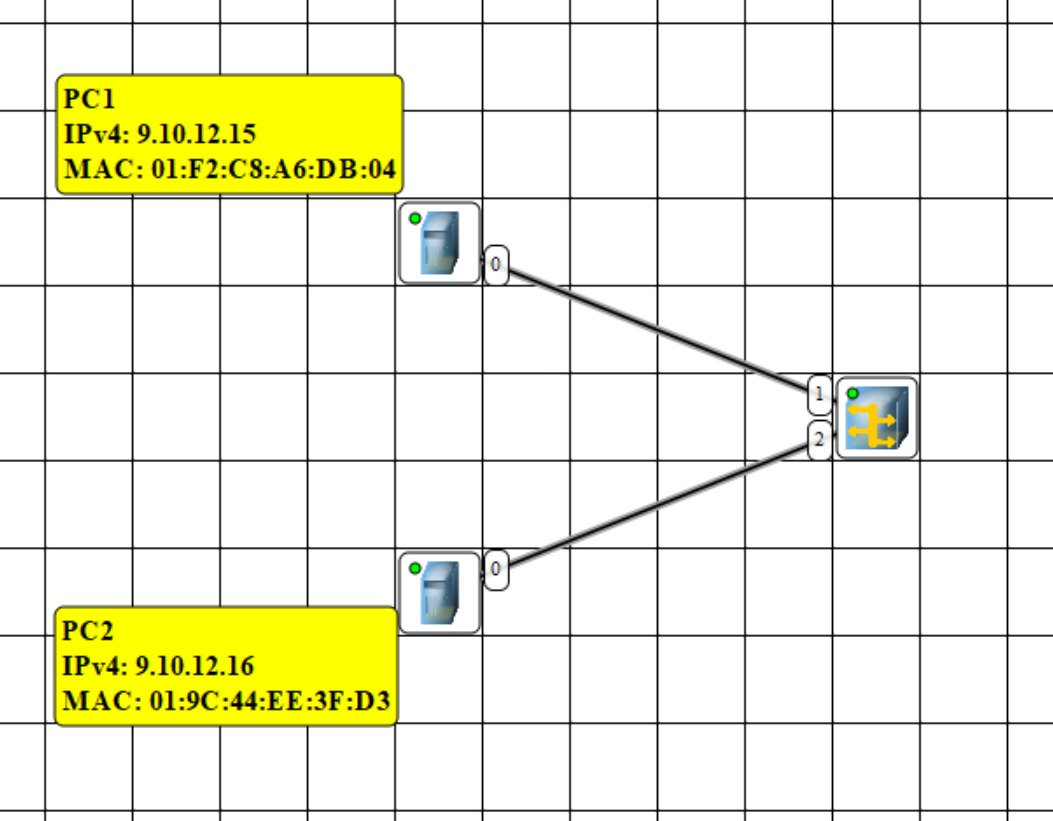 PC1
IPv4: 9.10.12.15
MAC: 01:F2:C8:A6:DB:04
0
1
2
0
PC2
IPv4: 9.10.12.16
MAC: 01:9C:44:EE:3F:D3